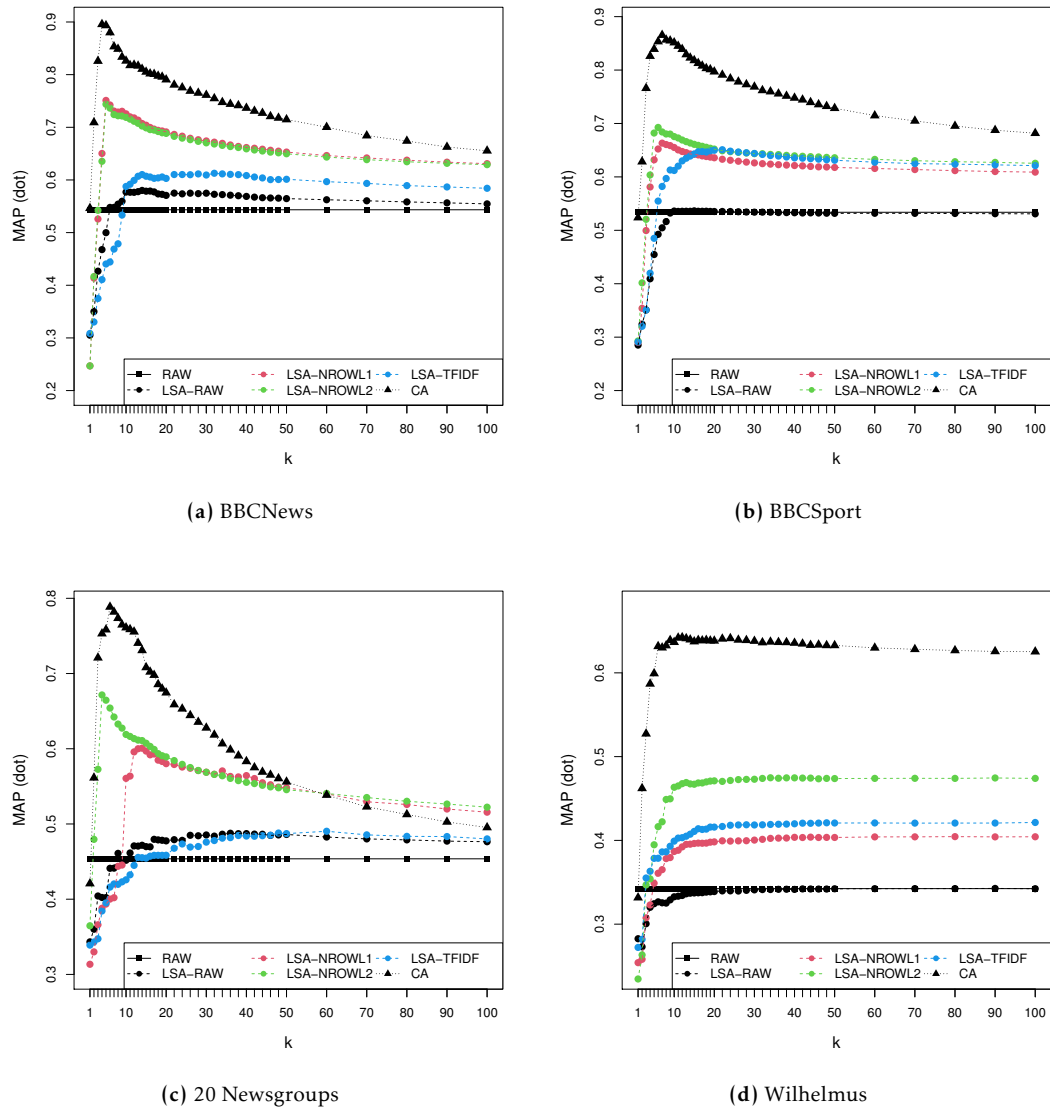 MAP (dot)
0.9
0.8
0.7
0.6
0.5
0.4
0.3
0.2
RAW
LSA−RAW
LSA−NROWL1
LSA−NROWL2
LSA−TFIDF
CA
1 10 20 30 40 50 60 70 80 90 100
k
(a) BBCNews
MAP (dot)
0.9
0.8
0.7
0.6
0.5
0.4
0.3
0.2
RAW
LSA−RAW
LSA−NROWL1
LSA−NROWL2
LSA−TFIDF
CA
1 10 20 30 40 50 60 70 80 90 100
k
(b) BBCSport
MAP (dot)
0.8
0.7
0.6
0.5
0.4
0.3
RAW
LSA−RAW
LSA−NROWL1
LSA−NROWL2
LSA−TFIDF
CA
1 10 20 30 40 50 60 70 80 90 100
k
(c) 20 Newsgroups
MAP (dot)
0.6
0.5
0.4
0.3
RAW
LSA−RAW
LSA−NROWL1
LSA−NROWL2
LSA−TFIDF
CA
1 10 20 30 40 50 60 70 80 90 100
k
(d) Wilhelmus